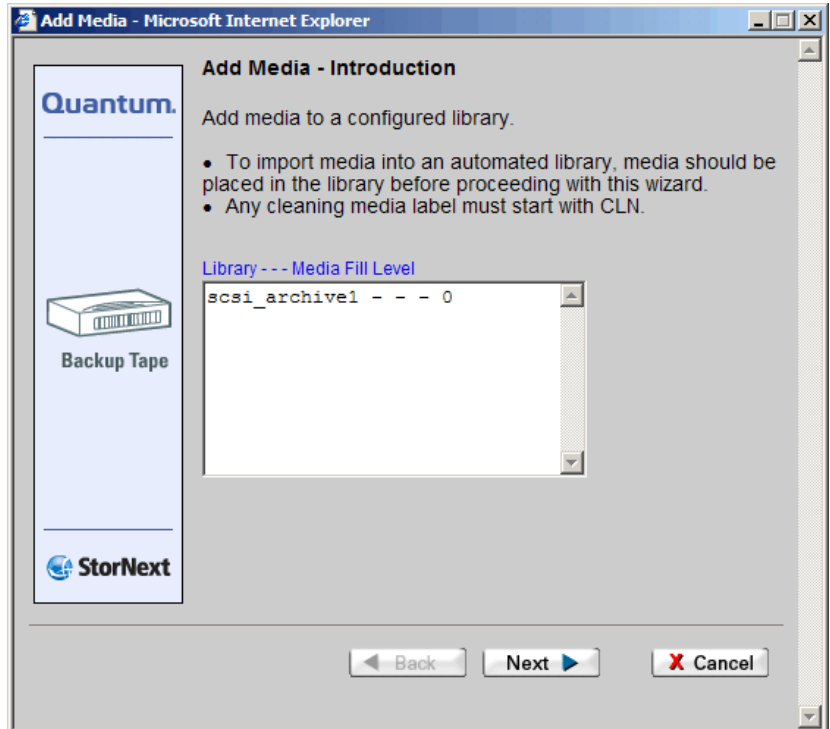 Add Media - Microsoft Internet Explorer
Quantum.
Backup Tape
StorNext
Add Media - Introduction
Add media to a configured library.
• To import media into an automated library, media should be
placed in the library before proceeding with this wizard.
• Any cleaning media label must start with CLN.
Library - - - Media Fill Level
scsi_archive1 - - - 0
Back
Next
X Cancel